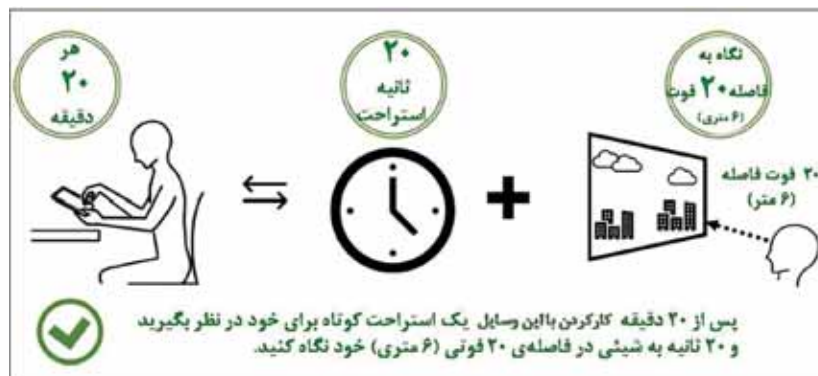 هر
۲۰
دقیقه
۲۰
ثانیه
استراحت
نگاه به
فاصله ۲۰ فوت
(۶ متری)
۲۰ فوت فاصله
(۶ متر)
پس از ۲۰ دقیقه کارکردن با این وسایل یک استراحت کوتاه برای خود در نظر بگیرید
و ۲۰ ثانیه به شیئی در فاصله‌ی ۲۰ فوتی (۶ متری) خود نگاه کنید.